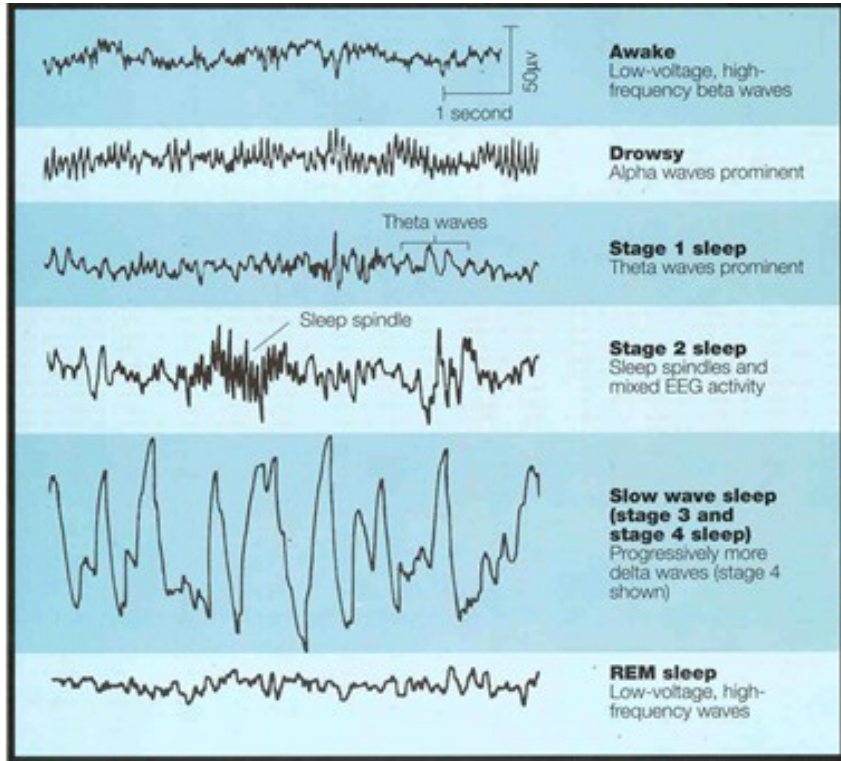 Awake
Low-voltage, high-
frequency beta waves
50μv
1 second
Drowsy
Alpha waves prominent
Theta waves
Stage 1 sleep
Theta waves prominent
Sleep spindle
Stage 2 sleep
Sleep spindles and
mixed EEG activity
Slow wave sleep
(stage 3 and
stage 4 sleep)
Progressively more
delta waves (stage 4
shown)
REM sleep
Low-voltage, high-
frequency waves